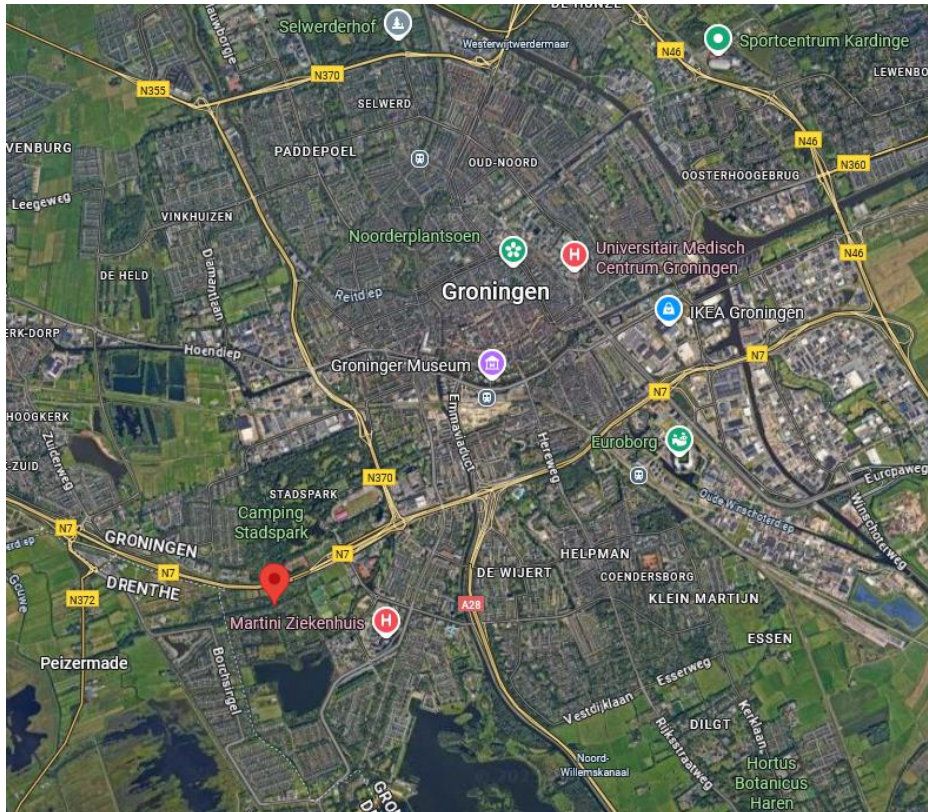 DE HUNZE
Selwerderhof
Westerwijtwerdermaar
N46
Sportcentrum Kardinge
N355
N370
LEWENBO
SELWERD
VENBURG
PADDEPOEL
OUD-NOORD
N46
N360
OOSTERHOOGEBRUG
Leegeweg
VINKHUIZEN
Noorderplantsoen
Universitair Medisch
Centrum Groningen
N46
DE HELD
Diamantlaan
Reitdiep
Groningen
IKEA Groningen
ERK-DORP
Hoendiep
Groninger Museum
N7
N7
HOOGKERK
Zuiderweg
Emmaviaduct
Hereweg
Euroborg
K-ZUID
N370
Europaweg
STADSPARK
Camping
Stadspark
Oude Winschoterdiep
Winschoterweg
N7
GRONINGEN
N7
HELPMAN
N7
DRENTHE
DE WIJERT
COENDERSBORG
N372
A28
KLEIN MARTIJN
Gouwe
Martini Ziekenhuis
ESSEN
Peizermade
Borchsingel
Esserweg
Vestdijklaan
Kerklaan
DILGT
Rijksstraatweg
Noord-
Willemskanaal
Hortus
Botanicus
Haren